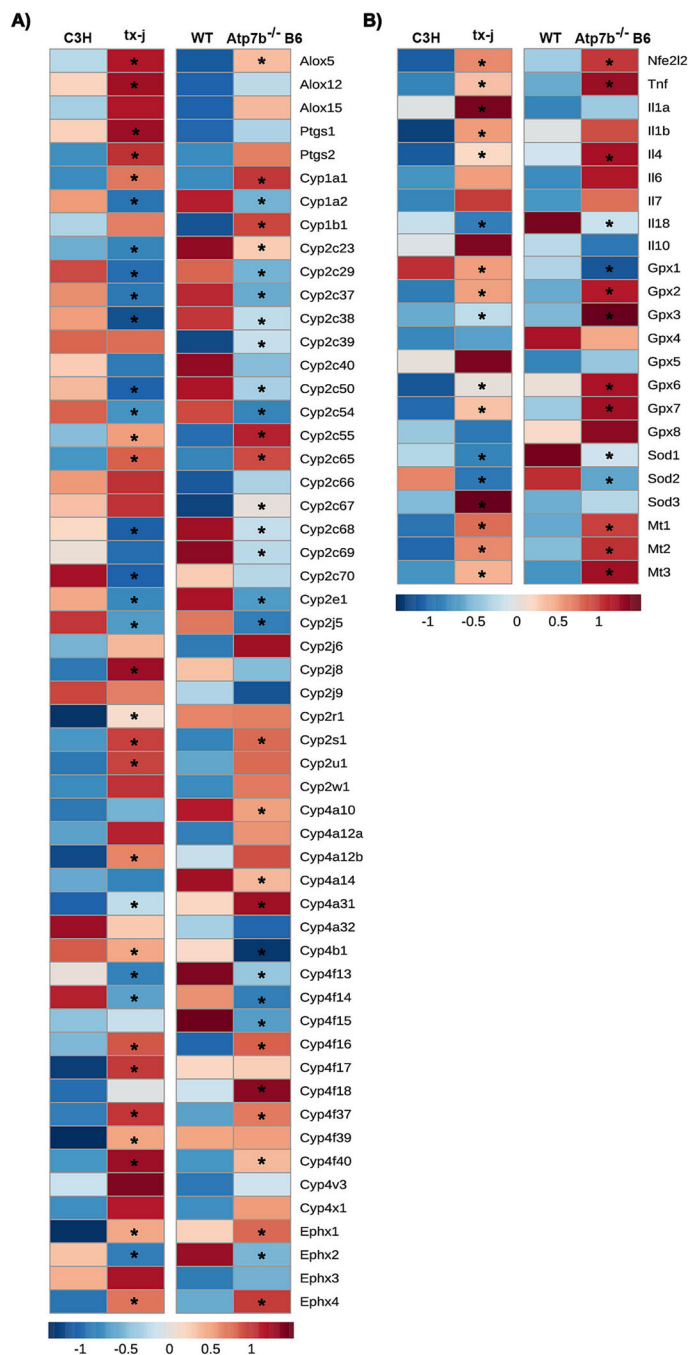 A)
C3H tx-j WT Atp7b-/- B6
Alox5 *
*
Alox12 *
Alox15
Ptgs1 *
Ptgs2 *
Cyp1a1 * *
Cyp1a2 * *
Cyp1b1 *
Cyp2c23 * *
Cyp2c29 * *
Cyp2c37 * *
Cyp2c38 * *
Cyp2c39 *
Cyp2c40
Cyp2c50 * *
Cyp2c54 * *
Cyp2c55 * *
Cyp2c65 * *
Cyp2c66
Cyp2c67 *
Cyp2c68 * *
Cyp2c69 *
Cyp2c70 *
Cyp2e1 * *
Cyp2j5 * *
Cyp2j6
Cyp2j8 *
Cyp2j9
Cyp2r1 *
Cyp2s1 * *
Cyp2u1 *
Cyp2w1
Cyp4a10 *
Cyp4a12a
Cyp4a12b *
Cyp4a14 *
Cyp4a31 * *
Cyp4a32
Cyp4b1 * *
Cyp4f13 * *
Cyp4f14 * *
Cyp4f15 *
Cyp4f16 * *
Cyp4f17 *
Cyp4f18 *
Cyp4f37 * *
Cyp4f39 *
Cyp4f40 * *
Cyp4v3
Cyp4x1
Ephx1 * *
Ephx2 * *
Ephx3
Ephx4 * *
-1 -0.5 0 0.5 1
B)
C3H tx-j WT Atp7b-/- B6
Nfe2l2 * *
Tnf * *
Il1a *
Il1b *
Il4 * *
Il6
Il7
Il18 * *
Il10
Gpx1 * *
Gpx2 * *
Gpx3 * *
Gpx4
Gpx5
Gpx6 * *
Gpx7 * *
Gpx8
Sod1 * *
Sod2 * *
Sod3 *
Mt1 * *
Mt2 * *
Mt3 * *
-1 -0.5 0 0.5 1